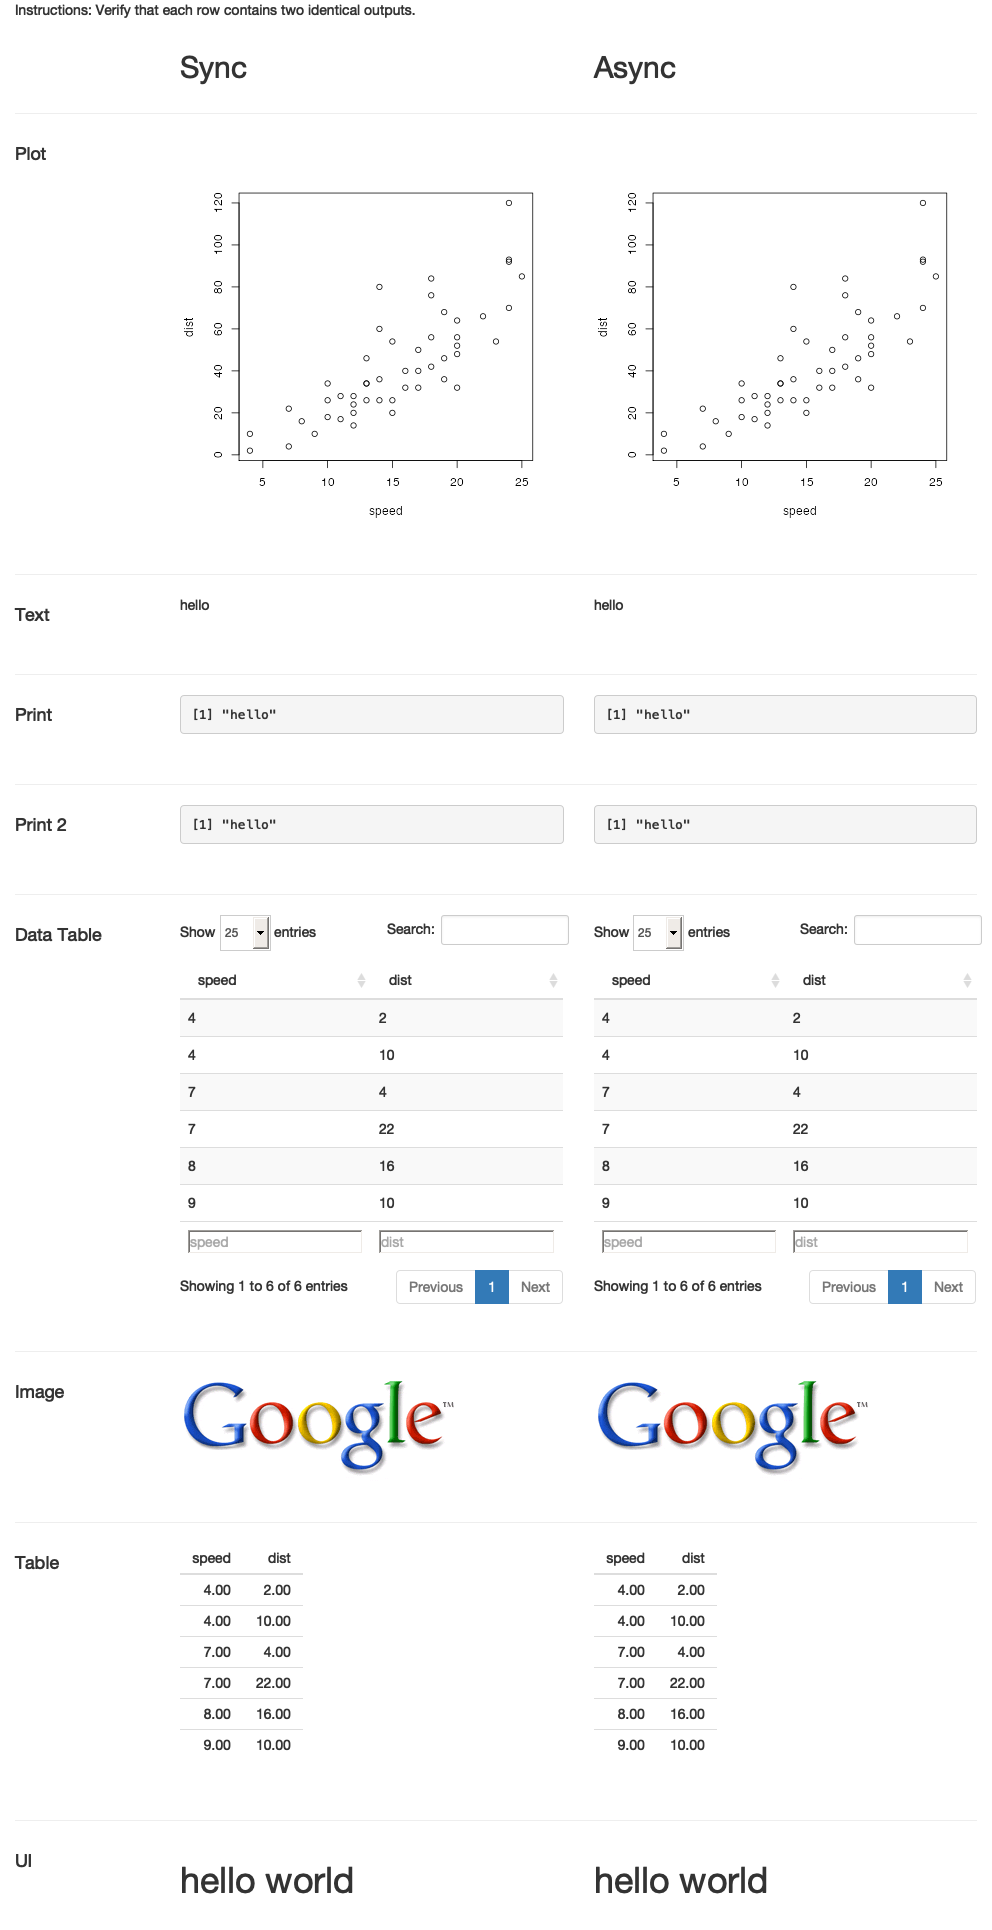 Instructions: Verify that each row contains two identical outputs.
Sync Async
Plot
120 120
100 100
80 80
60 60
dist dist
40 40
20 20
0 0
5 10 15 20 25 5 10 15 20 25
speed speed
Text hello hello
Print [1] "hello" [1] "hello"
Print 2 [1] "hello" [1] "hello"
Data Table Show 25 entries Search: Show 25 entries Search:
speed dist speed dist
4 2 4 2
4 10 4 10
7 4 7 4
7 22 7 22
8 16 8 16
9 10 9 10
speed dist speed dist
Showing 1 to 6 of 6 entries Previous 1 Next Showing 1 to 6 of 6 entries Previous 1 Next
Image Google™ Google™
Table speed dist speed dist
4.00 2.00 4.00 2.00
4.00 10.00 4.00 10.00
7.00 4.00 7.00 4.00
7.00 22.00 7.00 22.00
8.00 16.00 8.00 16.00
9.00 10.00 9.00 10.00
UI hello world hello world